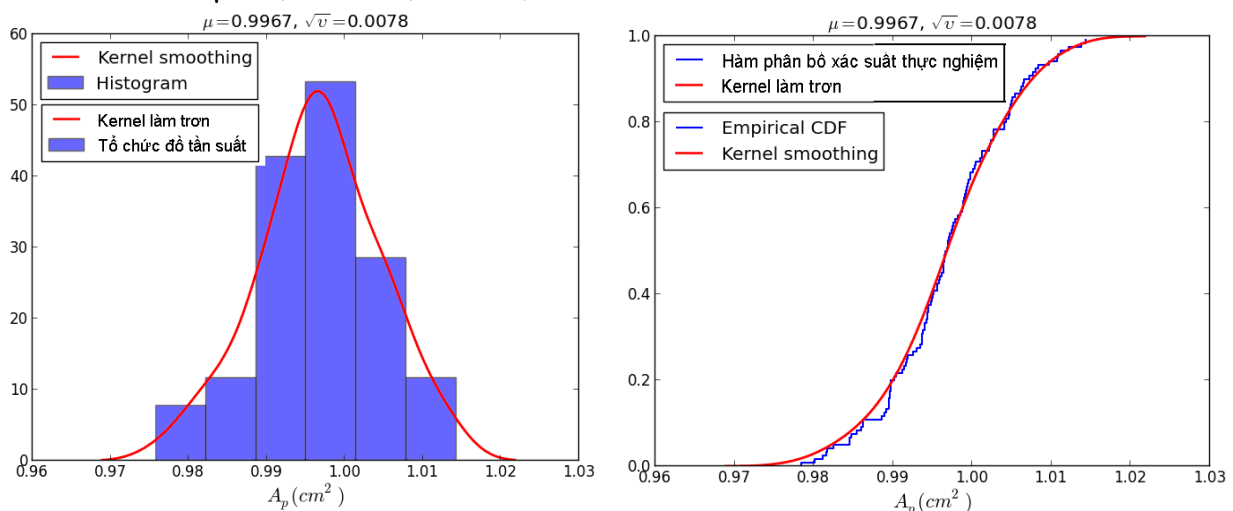 μ=0.9967, √v=0.0078
60
50
40
30
20
10
0
Kernel smoothing
Histogram
Kernel làm trơn
Tổ chức đồ tần suất
0.96 0.97 0.98 0.99 1.00 1.01 1.02 1.03
A_p(cm²)
μ=0.9967, √v=0.0078
1.0
0.8
0.6
0.4
0.2
0.0
Hàm phân bố xác suất thực nghiệm
Kernel làm trơn
Empirical CDF
Kernel smoothing
0.96 0.97 0.98 0.99 1.00 1.01 1.02 1.03
A_p(cm²)